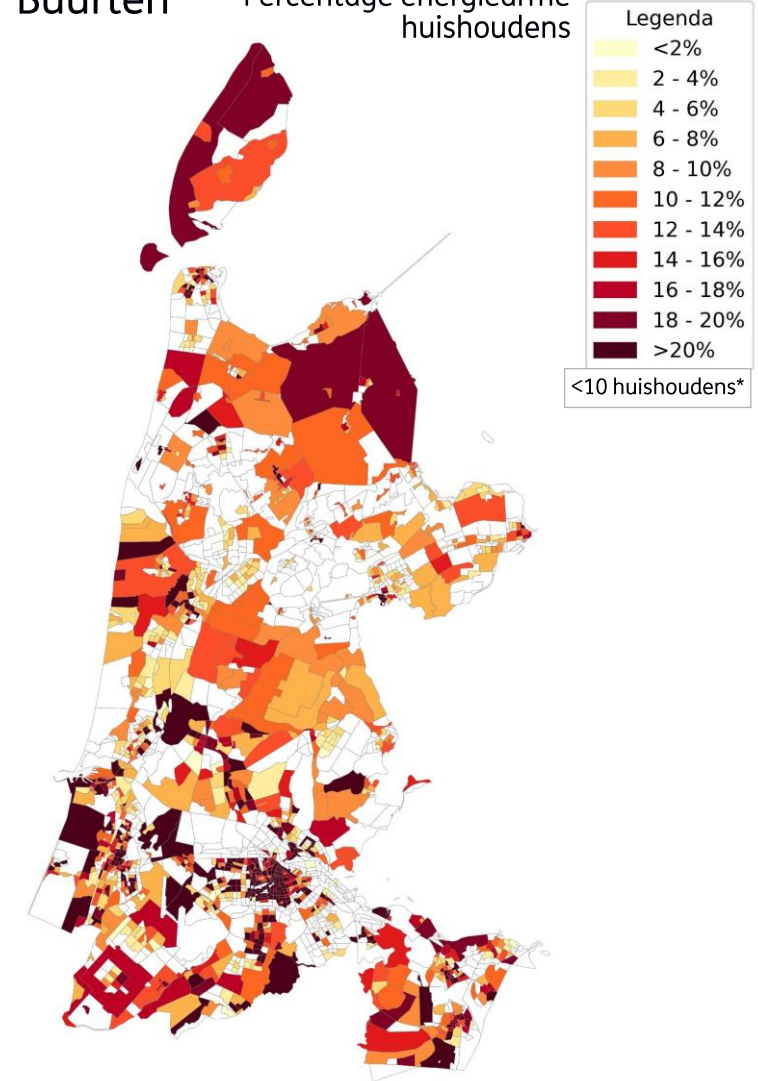 Buurten
Percentage energiearme
huishoudens
Legenda
<2%
2 - 4%
4 - 6%
6 - 8%
8 - 10%
10 - 12%
12 - 14%
14 - 16%
16 - 18%
18 - 20%
>20%
<10 huishoudens*